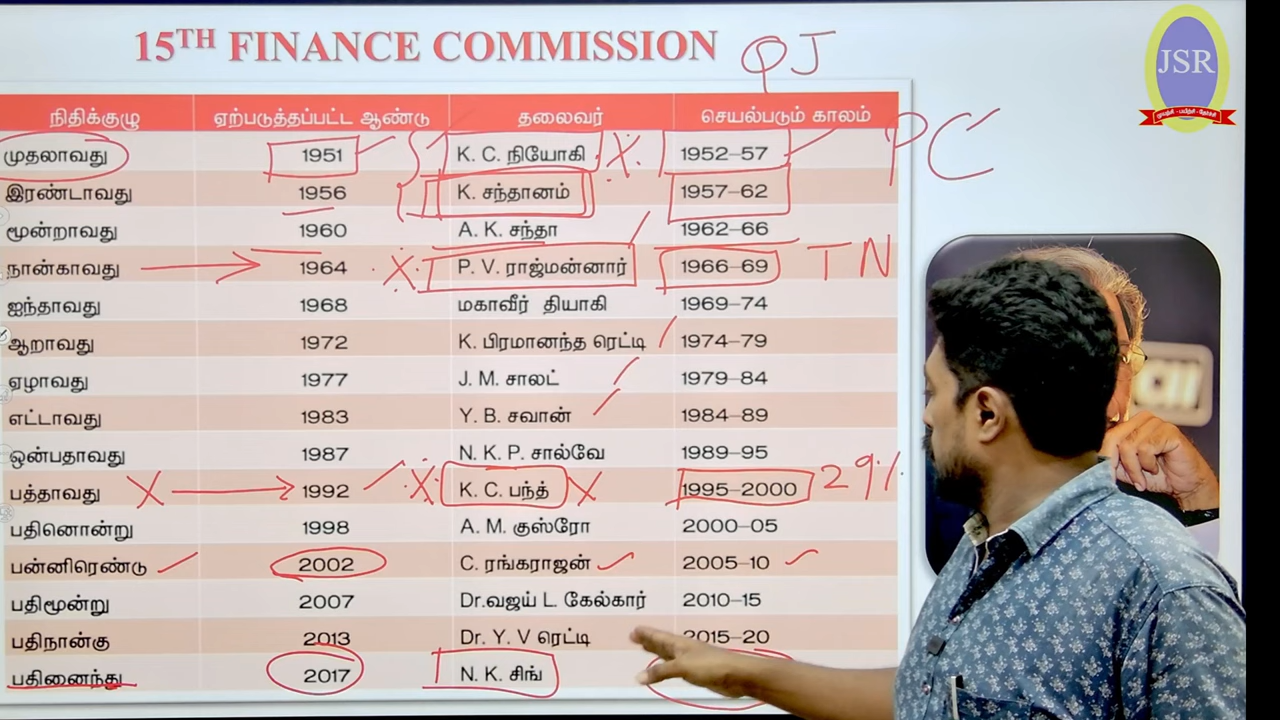 15TH FINANCE COMMISSION
QJ
JSR
நிதிக்குழு ஏற்படுத்தப்பட்ட ஆண்டு தலைவர் செயல்படும் காலம்
PC
முதலாவது 1951 K. C. நியோகி 1952–57
இரண்டாவது 1956 K. சந்தானம் 1957–62
மூன்றாவது 1960 A. K. சந்தா 1962–66
நான்காவது 1964 P. V. ராஜ்மன்னார் 1966–69 TN
ஐந்தாவது 1968 மகாவீர் தியாகி 1969–74
ஆறாவது 1972 K. பிரமானந்த ரெட்டி 1974–79
ஏழாவது 1977 J. M. சாலட் 1979–84
எட்டாவது 1983 Y. B. சவான் 1984–89
ஒன்பதாவது 1987 N. K. P. சால்வே 1989-95
பத்தாவது 1992 K. C. பந்த் 1995–2000 29%
பதினொன்று 1998 A. M. குஸ்ரோ 2000–05
பன்னிரெண்டு 2002 C. ரங்கராஜன் 2005-10
பதிமூன்று 2007 Dr.வஜய் L. கேல்கார் 2010–15
பதிநான்கு 2013 Dr. Y. V ரெட்டி 2015–20
பதினைந்து 2017 N. K. சிங்